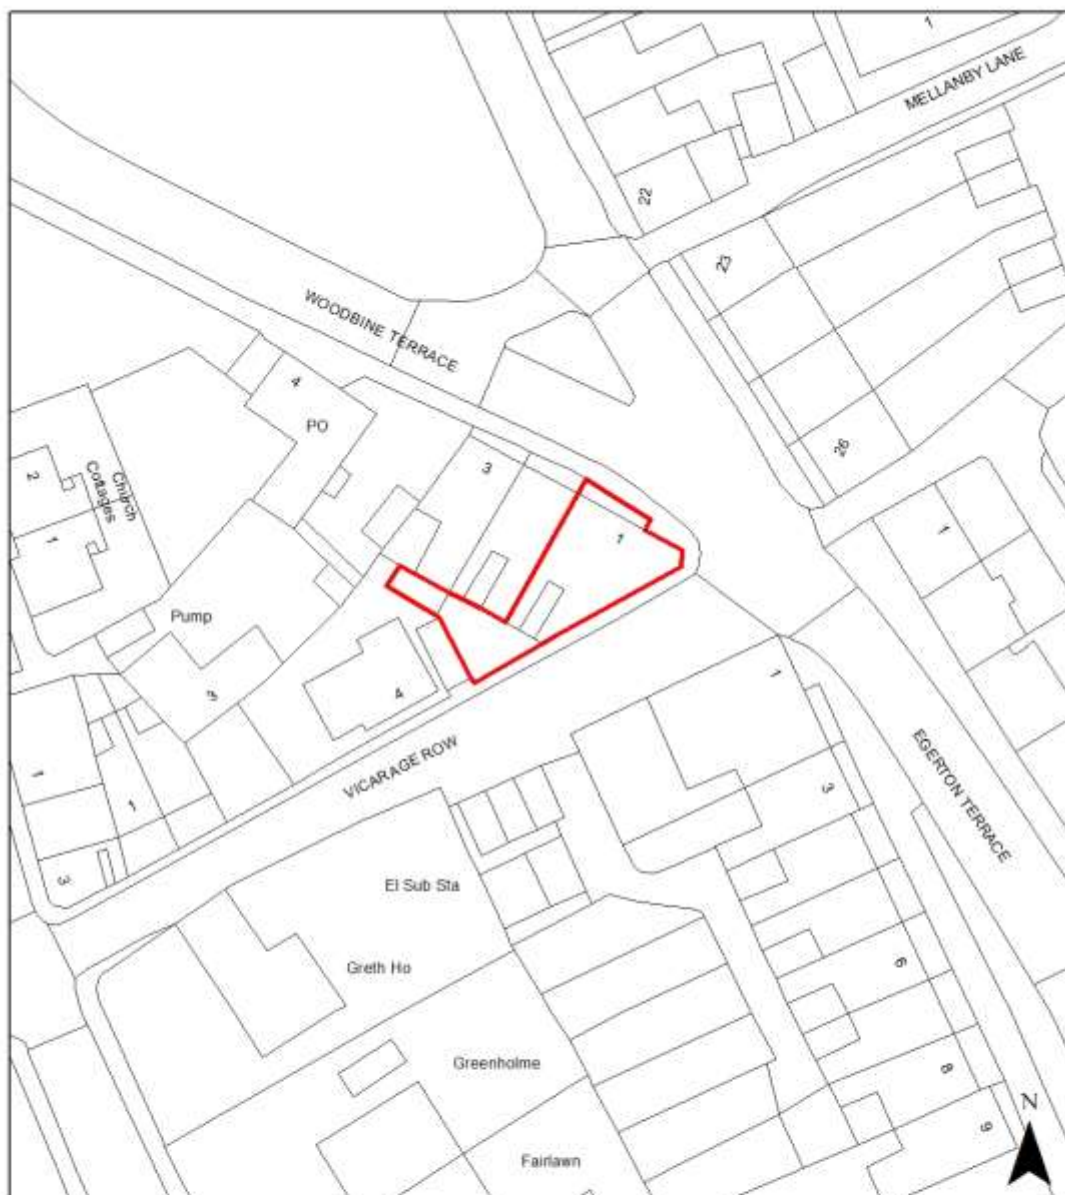 1
MELLANBY LANE
22
23
WOODBINE TERRACE
4
PO
26
3
2
Church
Cottages
1
1
1
Pump
3
4
1
VICARAGE ROW
EGERTON TERRACE
1
1
3
3
El Sub Sta
Greth Ho
6
Greenholme
8
9
Fairlawn
N